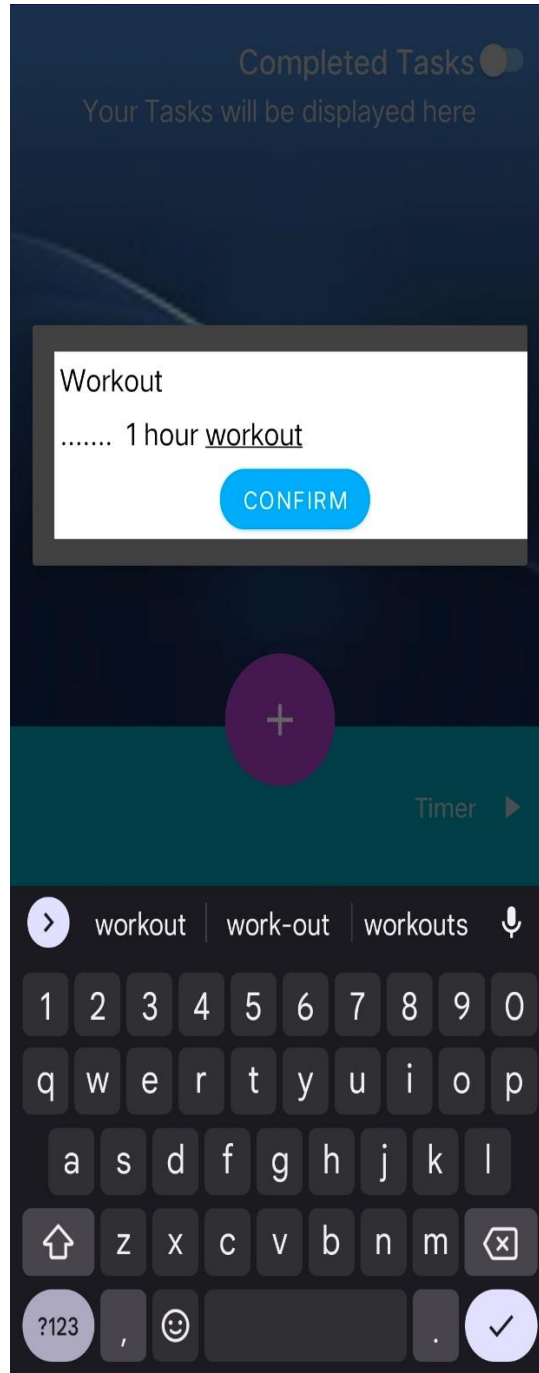 Completed Tasks
Your Tasks will be displayed here
Workout
....... 1 hour workout
CONFIRM
+
Timer
workout work-out workouts
1 2 3 4 5 6 7 8 9 0
q w e r t y u i o p
a s d f g h j k l
z x c v b n m
?123 , .